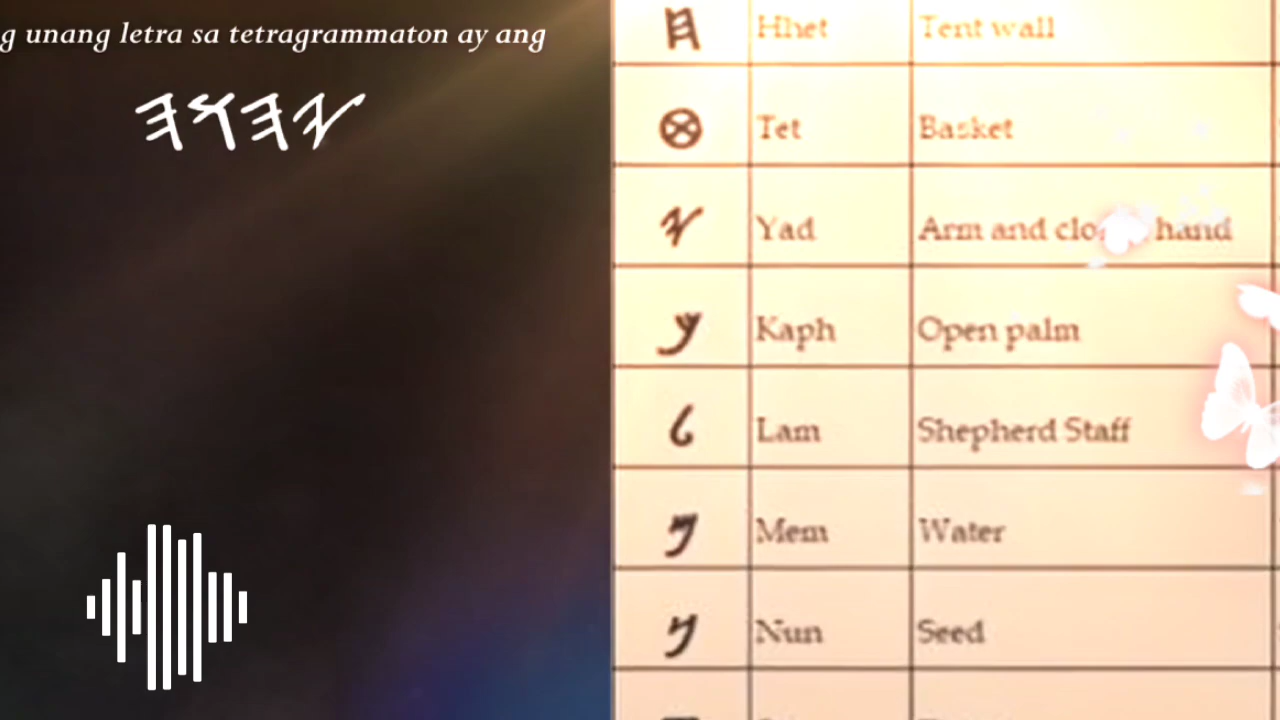 g unang letra sa tetragrammaton ay ang
𐤉𐤄𐤅𐤄
𐤇 Hhet Tent wall
𐤈 Tet Basket
𐤉 Yad Arm and hand
𐤊 Kaph Open palm
𐤋 Lam Shepherd Staff
𐤌 Mem Water
𐤍 Nun Seed